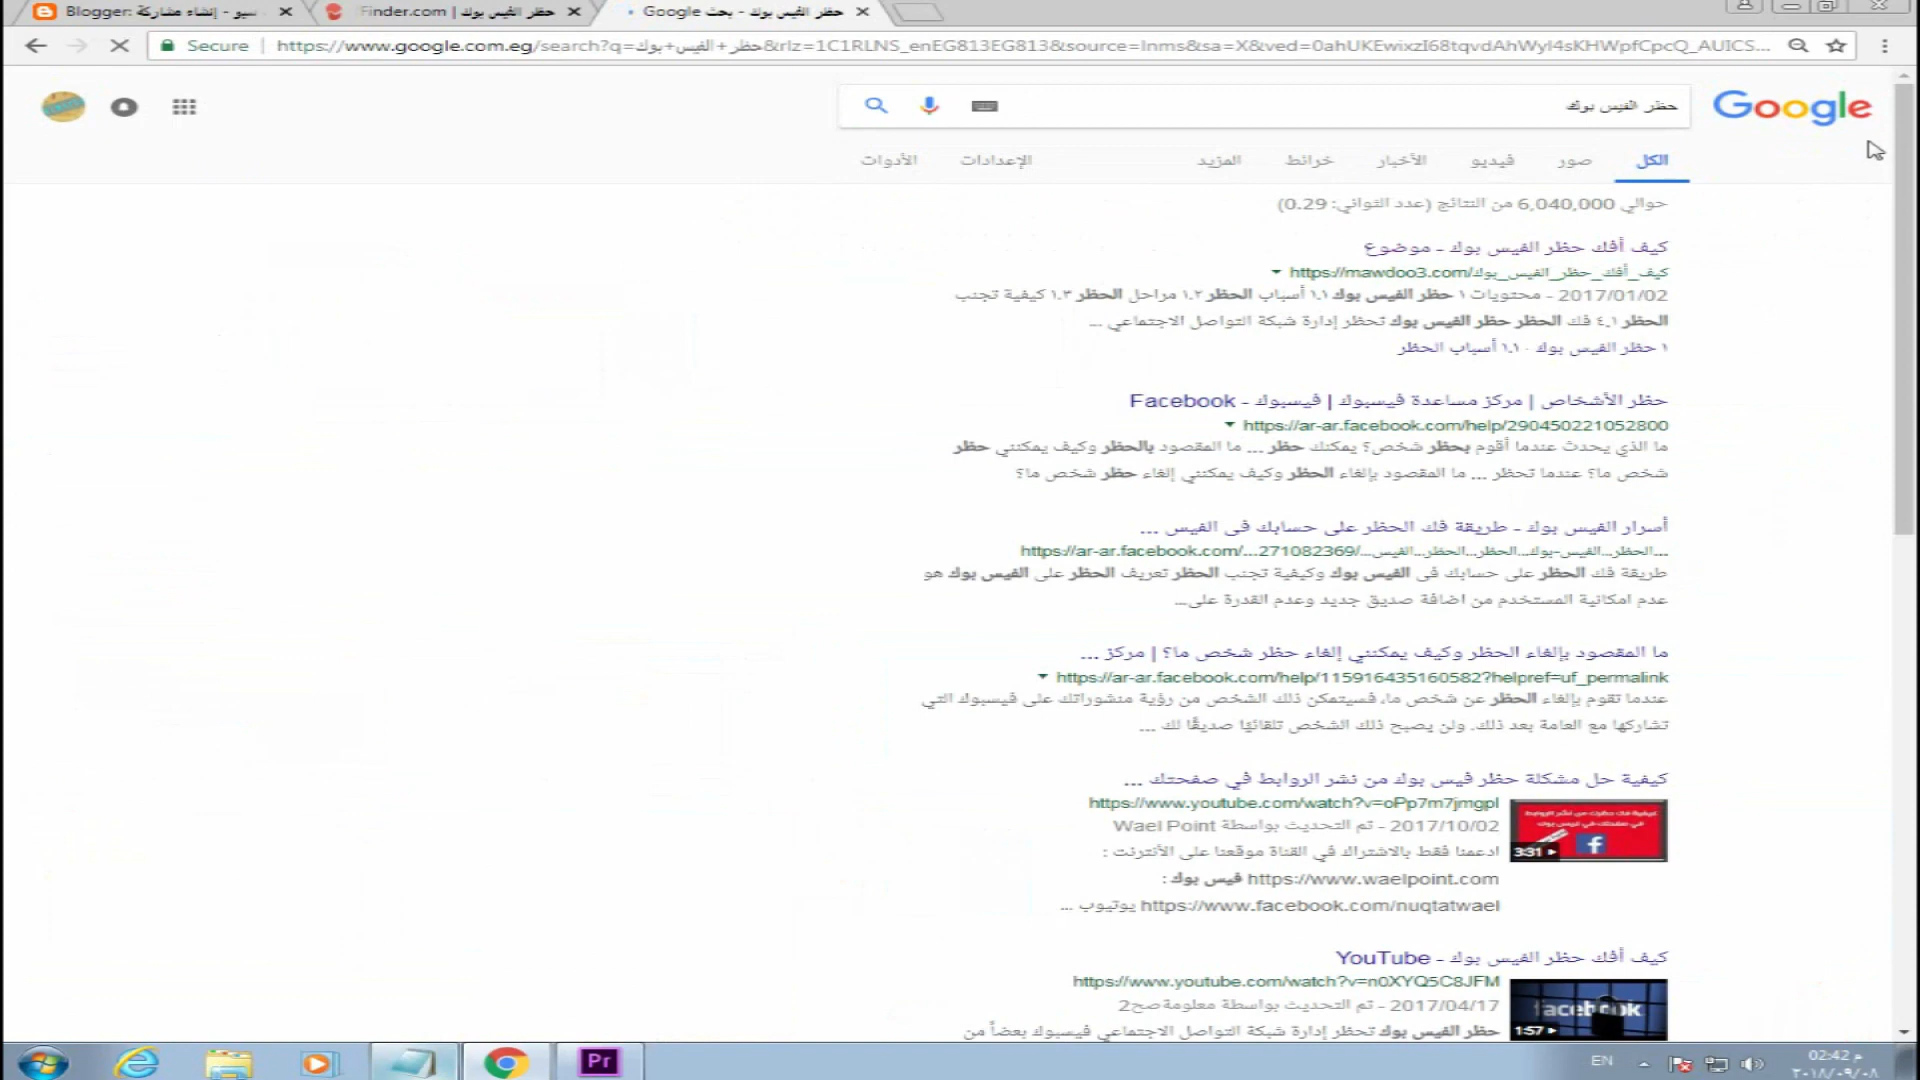 Blogger: سيو - إنشاء مشاركة
Finder.com | حظر الفيس بوك
حظر الفيس بوك - بحث Google
Secure | https://www.google.com.eg/search?q=حظر+الفيس+بوك&rlz=1C1RLNS_enEG813EG813&source=lnms&sa=X&ved=0ahUKEwixzI68tqvdAhWyl4sKHWpfCpcQ_AUICS...
حظر الفيس بوك
Google
الكل صور فيديو الأخبار خرائط المزيد الإعدادات الأدوات
حوالي 6,040,000 من النتائج (عدد الثواني: 0.29)
كيف أفك حظر الفيس بوك - موضوع
https://mawdoo3.com/كيف_أفك_حظر_الفيس_بوك
2017/01/02 - محتويات ١ حظر الفيس بوك ١.١ أسباب الحظر ١.٢ مراحل الحظر ١.٣ كيفية تجنب
الحظر ٤.١ فك الحظر حظر الفيس بوك تحظر إدارة شبكة التواصل الاجتماعي ...
١ حظر الفيس بوك · ١.١ أسباب الحظر
حظر الأشخاص | مركز مساعدة فيسبوك | فيسبوك - Facebook
https://ar-ar.facebook.com/help/290450221052800
ما الذي يحدث عندما أقوم بحظر شخص؟ يمكنك حظر ... ما المقصود بالحظر وكيف يمكنني حظر
شخص ما؟ عندما تحظر ... ما المقصود بإلغاء الحظر وكيف يمكنني إلغاء حظر شخص ما؟
أسرار الفيس بوك - طريقة فك الحظر على حسابك فى الفيس ...
https://ar-ar.facebook.com/...271082369/...الحظر...الفيس-بوك...الحظر...الحظر...الفيس...
طريقة فك الحظر على حسابك فى الفيس بوك وكيفية تجنب الحظر تعريف الحظر على الفيس بوك هو
عدم امكانية المستخدم من اضافة صديق جديد وعدم القدرة على...
ما المقصود بإلغاء الحظر وكيف يمكنني إلغاء حظر شخص ما؟ | مركز ...
https://ar-ar.facebook.com/help/115916435160582?helpref=uf_permalink
عندما تقوم بإلغاء الحظر عن شخص ما، فسيتمكن ذلك الشخص من رؤية منشوراتك على فيسبوك التي
تشاركها مع العامة بعد ذلك. ولن يصبح ذلك الشخص تلقائيًا صديقًا لك ...
كيفية حل مشكلة حظر فيس بوك من نشر الروابط في صفحتك ...
https://www.youtube.com/watch?v=oPp7m7jmgpI
2017/10/02 - تم التحديث بواسطة Wael Point
ادعمنا فقط بالاشتراك في القناة موقعنا على الأنترنت :
https://www.waelpoint.com فيس بوك :
https://www.facebook.com/nuqtatwael يوتيوب ...
3:31
كيف أفك حظر الفيس بوك - YouTube
https://www.youtube.com/watch?v=n0XYQ5C8JFM
2017/04/17 - تم التحديث بواسطة معلومة صح2
حظر الفيس بوك تحظر إدارة شبكة التواصل الاجتماعي فيسبوك بعضاً من
facebook
1:57
Pr
EN
02:42 م
٢٠١٨/٠٩/٠٨